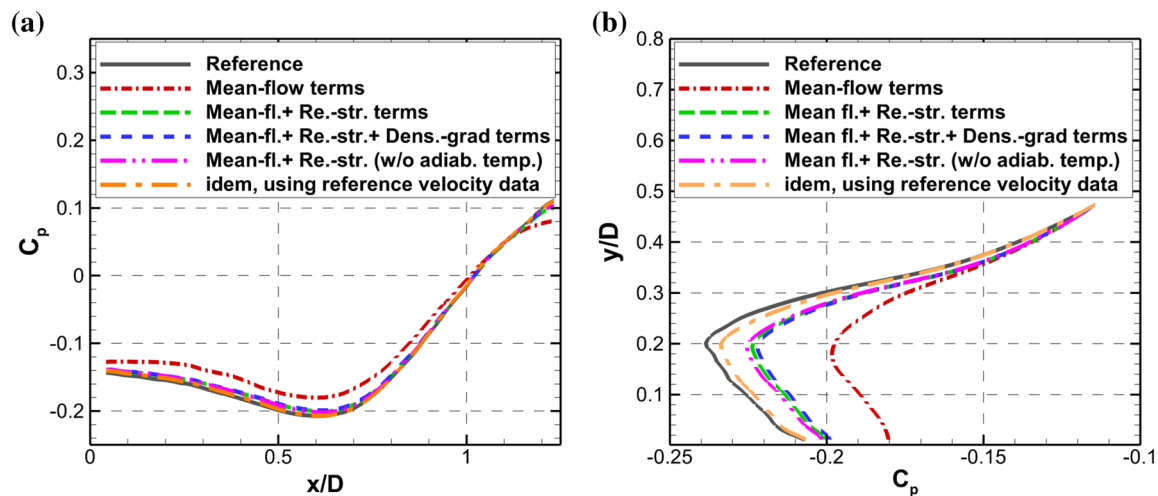 (a)
0.3
0.2
0.1
0
-0.1
-0.2
Cp
0
0.5
1
x/D
Reference
Mean-flow terms
Mean-fl.+ Re.-str. terms
Mean-fl.+ Re.-str.+ Dens.-grad terms
Mean-fl.+ Re.-str. (w/o adiab. temp.)
idem, using reference velocity data
(b)
0.8
0.7
0.6
0.5
0.4
0.3
0.2
0.1
y/D
-0.25
-0.2
-0.15
-0.1
Cp
Reference
Mean-flow terms
Mean fl.+ Re.-str. terms
Mean fl.+ Re.-str.+ Dens.-grad terms
Mean fl.+ Re.-str. (w/o adiab. temp.)
idem, using reference velocity data